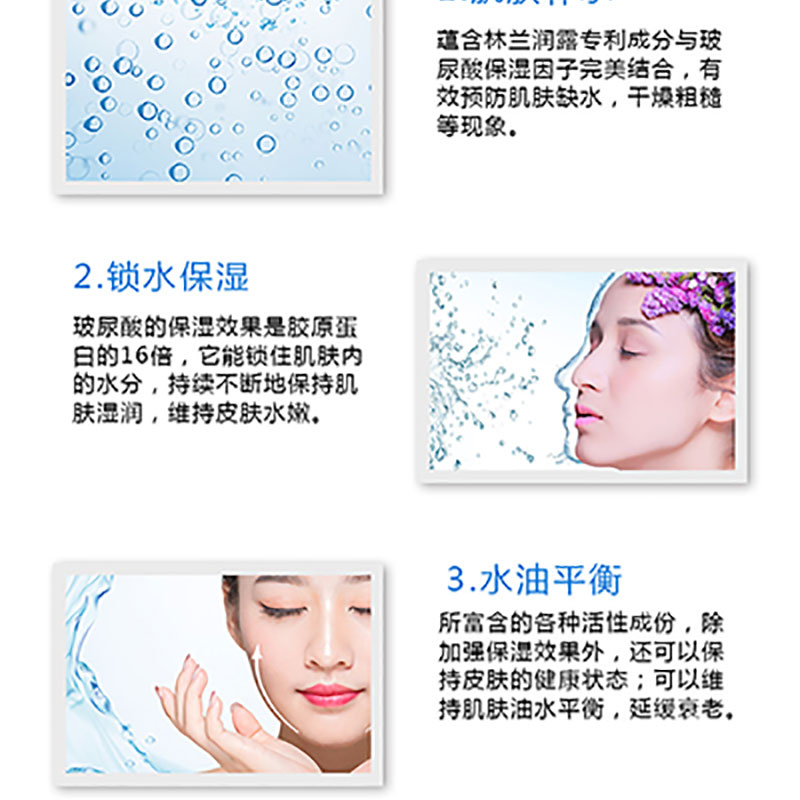 蕴含林兰润露专利成分与玻
尿酸保湿因子完美结合，有
效预防肌肤缺水，干燥粗糙
等现象。
2.锁水保湿
玻尿酸的保湿效果是胶原蛋
白的16倍，它能锁住肌肤内
的水分，持续不断地保持肌
肤湿润，维持皮肤水嫩。
3.水油平衡
所富含的各种活性成份，除
加强保湿效果外，还可以保
持皮肤的健康状态；可以维
持肌肤油水平衡，延缓衰老。